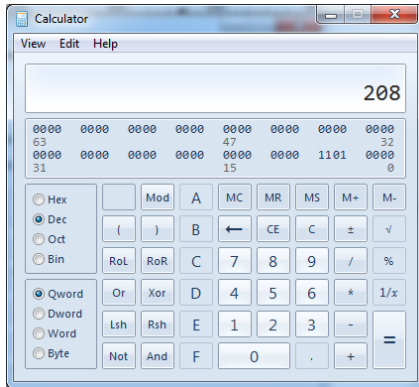 Calculator
View Edit Help
208
0000 0000 0000 0000 0000 0000 0000 0000
63 47 32
0000 0000 0000 0000 0000 0000 1101 0000
31 15 0
Hex Mod A MC MR MS M+ M-
Dec ( ) B ← CE C ± √
Oct
Bin RoL RoR C 7 8 9 / %
Qword Or Xor D 4 5 6 * 1/x
Dword
Word Lsh Rsh E 1 2 3 - =
Byte Not And F 0 . +